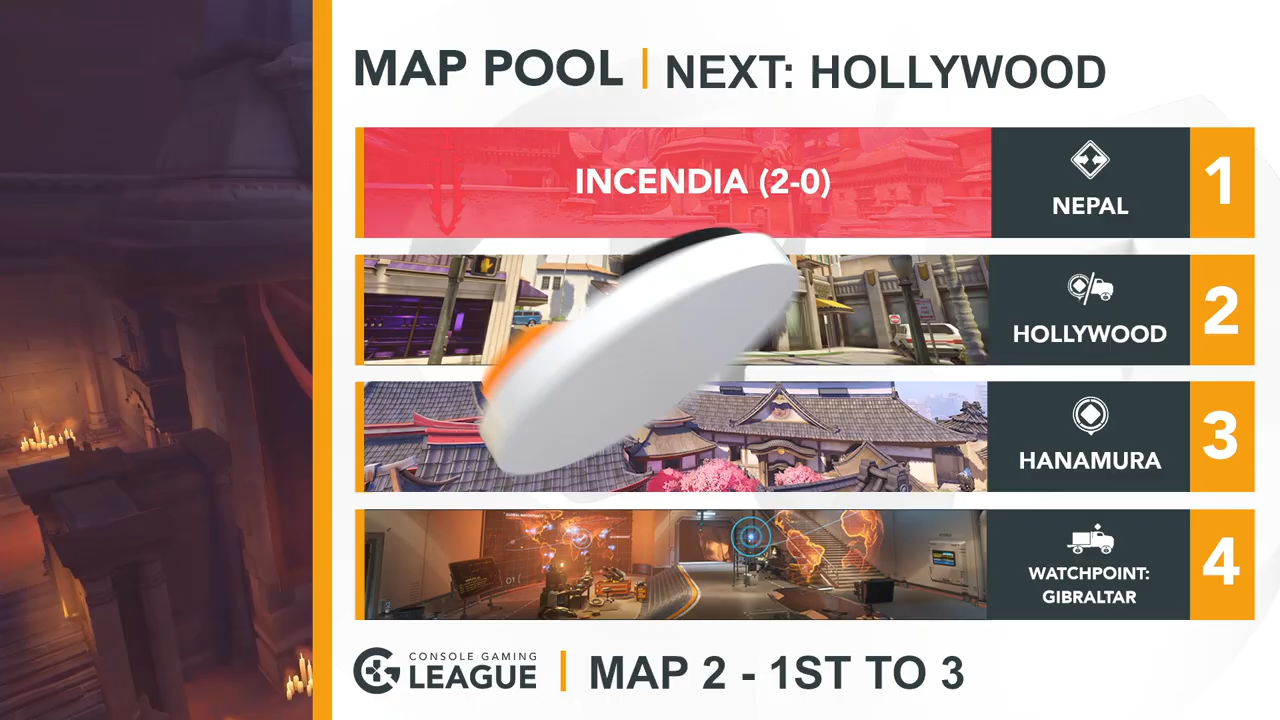 MAP POOL | NEXT: HOLLYWOOD
INCENDIA (2-0)
NEPAL
1
HOLLYWOOD
2
HANAMURA
3
WATCHPOINT:
GIBRALTAR
4
CONSOLE GAMING
LEAGUE | MAP 2 - 1ST TO 3